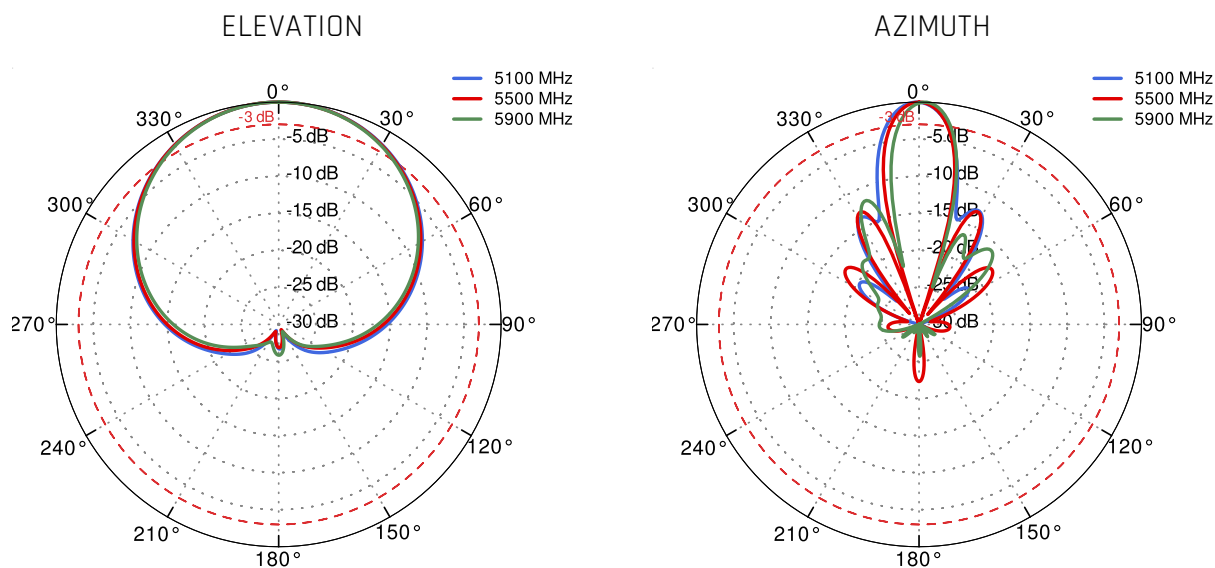 ELEVATION
AZIMUTH
5100 MHz
5500 MHz
5900 MHz
0°
-3 dB
330°
30°
-5 dB
-10 dB
300°
60°
-15 dB
-20 dB
-25 dB
270°
-30 dB
90°
240°
120°
210°
150°
180°
5100 MHz
5500 MHz
5900 MHz
0°
-3dB
330°
30°
-5 dB
-10 dB
300°
60°
-15 dB
-20 dB
-25 dB
270°
-30 dB
90°
240°
120°
210°
150°
180°